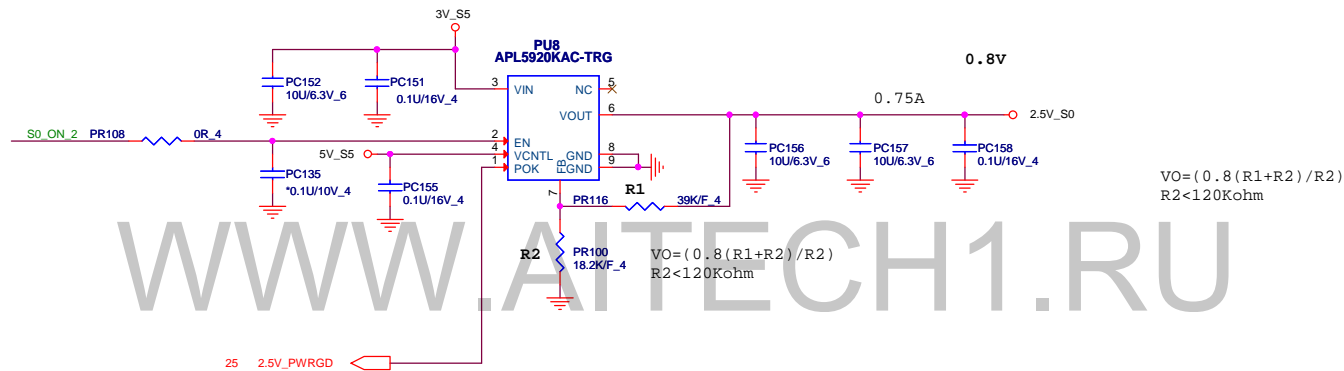 3V_S5
PU8
APL5920KAC-TRG
0.8V
PC152
10U/6.3V_6
PC151
0.1U/16V_4
3
VIN
NC
5
VOUT
6
0.75A
2.5V_S0
S0_ON_2
PR108
0R_4
2
EN
4
VCNTL
1
POK
GND
8
EGND
9
FB
7
5V_S5
PC135
*0.1U/10V_4
PC155
0.1U/16V_4
PC156
10U/6.3V_6
PC157
10U/6.3V_6
PC158
0.1U/16V_4
R1
PR116
39K/F_4
VO=(0.8(R1+R2)/R2)
R2<120Kohm
R2
PR100
18.2K/F_4
VO=(0.8(R1+R2)/R2)
R2<120Kohm
WWW.AITECH1.RU
25 2.5V_PWRGD